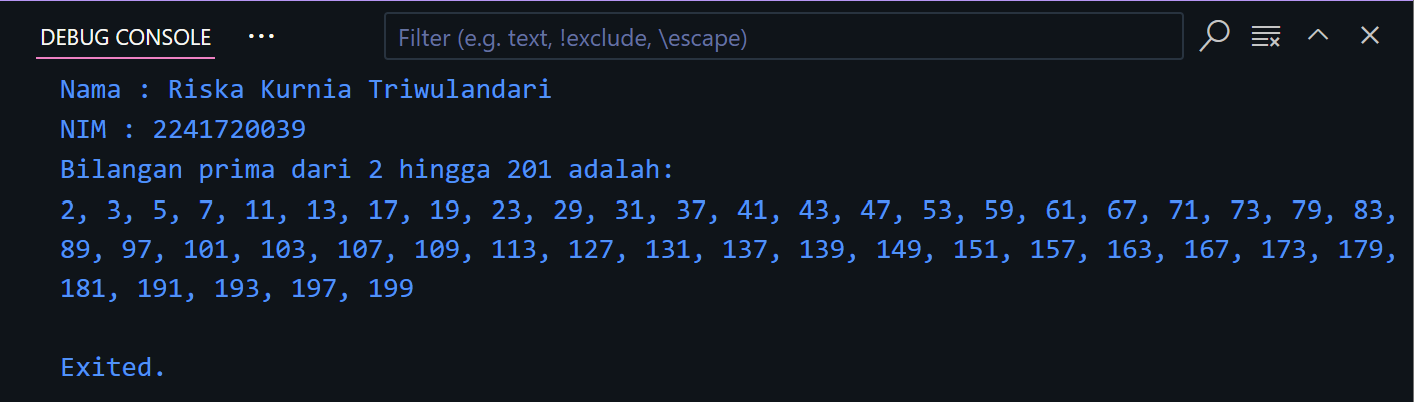 DEBUG CONSOLE ··· Filter (e.g. text, !exclude, \escape)
Nama : Riska Kurnia Triwulandari
NIM : 2241720039
Bilangan prima dari 2 hingga 201 adalah:
2, 3, 5, 7, 11, 13, 17, 19, 23, 29, 31, 37, 41, 43, 47, 53, 59, 61, 67, 71, 73, 79, 83,
89, 97, 101, 103, 107, 109, 113, 127, 131, 137, 139, 149, 151, 157, 163, 167, 173, 179,
181, 191, 193, 197, 199
Exited.